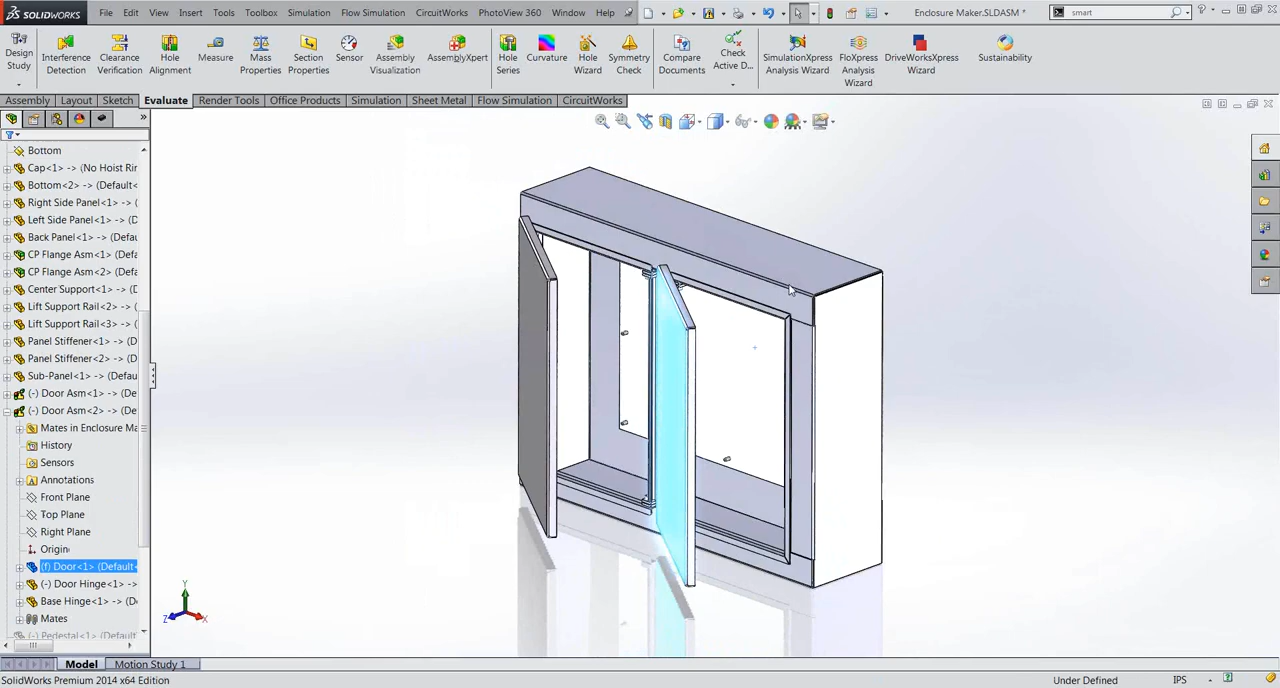 SOLIDWORKS File Edit View Insert Tools Toolbox Simulation Flow Simulation CircuitWorks PhotoView 360 Window Help Enclosure Maker.SLDASM * smart
Design Study Interference Detection Clearance Verification Hole Alignment Measure Mass Properties Section Properties Sensor Assembly Visualization AssemblyXpert Hole Series Curvature Hole Wizard Symmetry Check Compare Documents Check Active D... SimulationXpress Analysis Wizard FloXpress Analysis Wizard DriveWorksXpress Wizard Sustainability
Assembly Layout Sketch Evaluate Render Tools Office Products Simulation Sheet Metal Flow Simulation CircuitWorks
Bottom
Cap<1> -> (No Hoist Rir
Bottom<2> -> (Default<
Right Side Panel<1> -> (
Left Side Panel<1> -> (D
Back Panel<1> -> (Defau
CP Flange Asm<1> -> (D
CP Flange Asm<2> -> (D
Center Support<1> -> (D
Lift Support Rail<2> -> (
Lift Support Rail<3> -> (
Panel Stiffener<1> -> (D
Panel Stiffener<2> -> (D
Sub-Panel<1> -> (Defau
(-) Door Asm<1> -> (De
(-) Door Asm<2> -> (De
Mates in Enclosure Ma
History
Sensors
Annotations
Front Plane
Top Plane
Right Plane
Origin
(f) Door<1> (Default<
(-) Door Hinge<1> ->
Base Hinge<1> -> (De
Mates
(-) Pedestal<1> (Default
Y
Z X
Model Motion Study 1
SolidWorks Premium 2014 x64 Edition Under Defined IPS